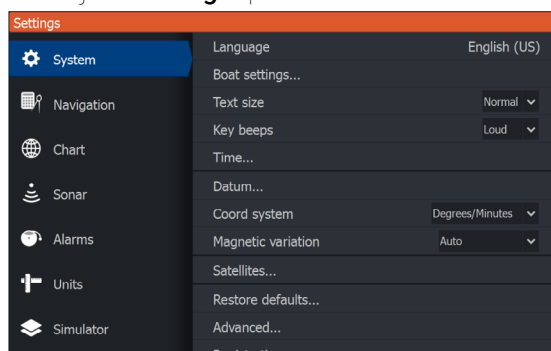 Settings
System
Navigation
Chart
Sonar
Alarms
Units
Simulator
Language English (US)
Boat settings...
Text size Normal
Key beeps Loud
Time...
Datum...
Coord system Degrees/Minutes
Magnetic variation Auto
Satellites...
Restore defaults...
Advanced...